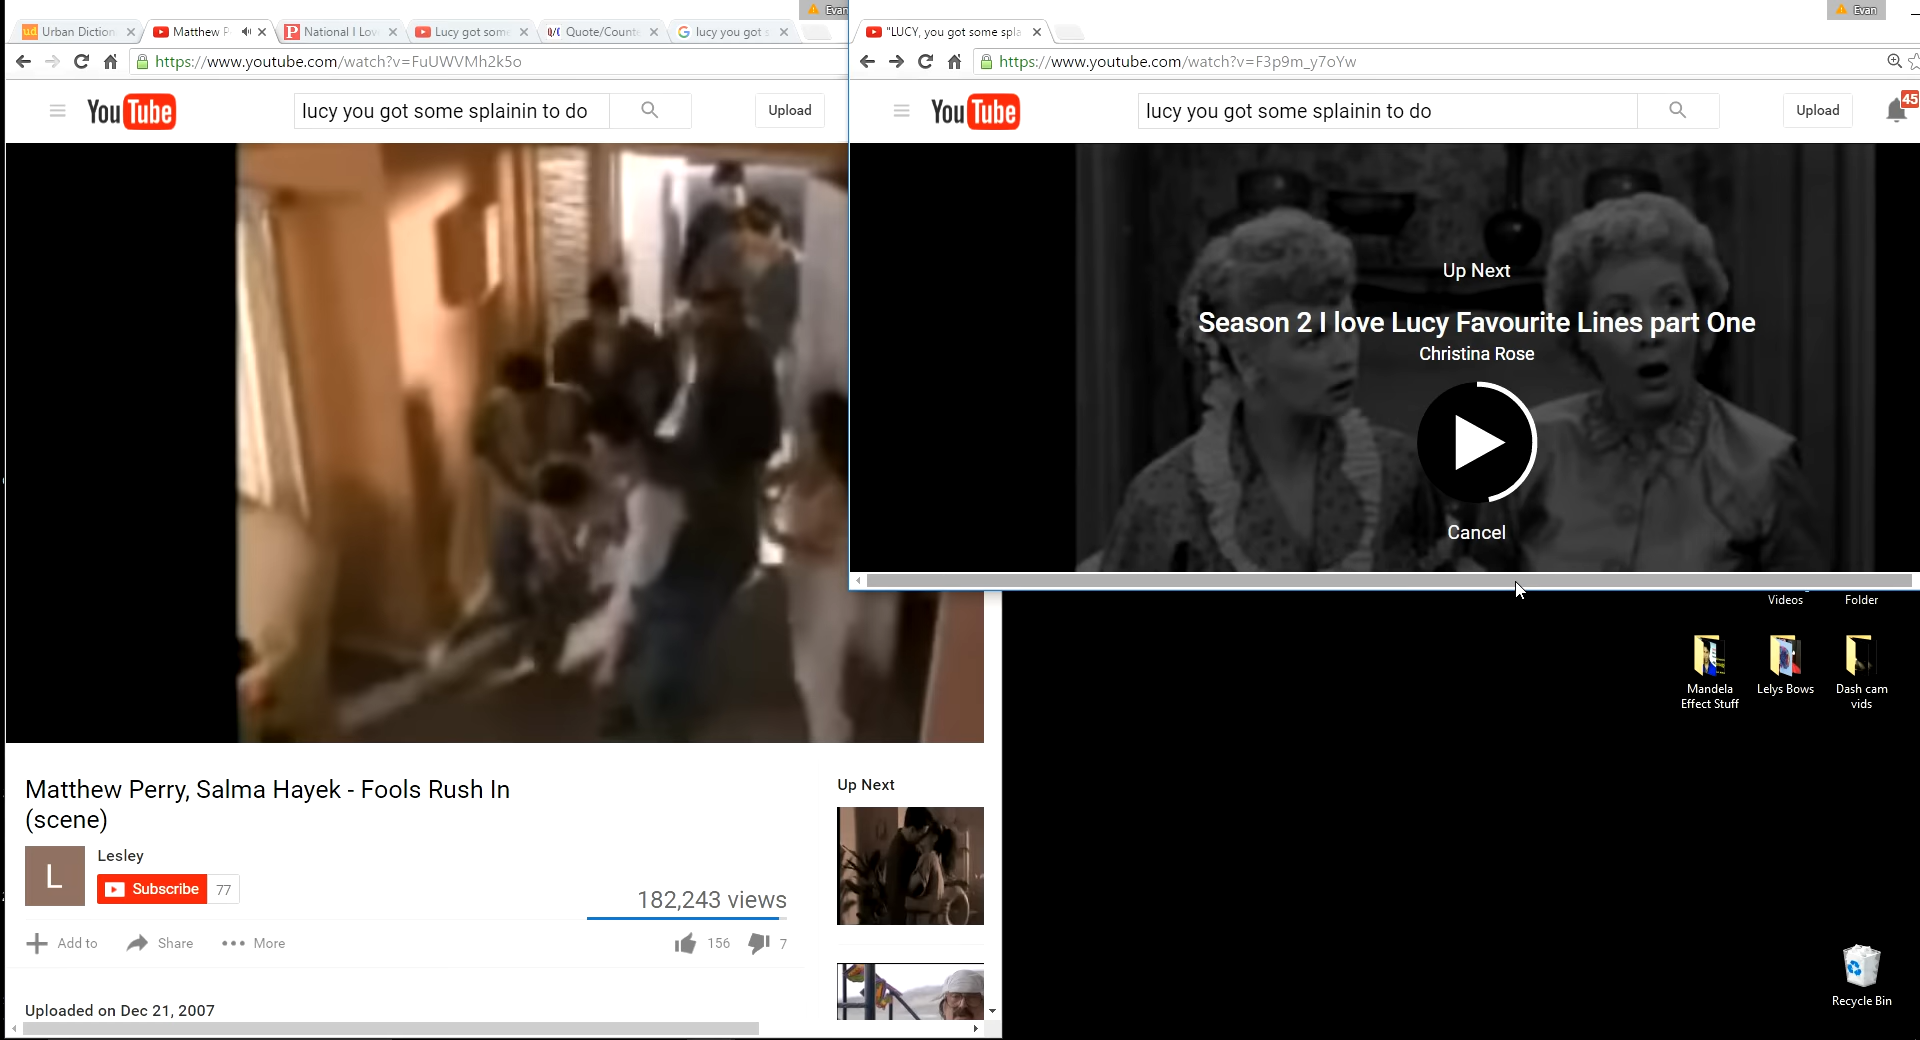 Evan
Urban Diction
Matthew P
National I Lov
Lucy got some
Quote/Count
lucy you got s
https://www.youtube.com/watch?v=FuUWVMh2k5o
YouTube
lucy you got some splainin to do
Upload
Evan
"LUCY, you got some spla
https://www.youtube.com/watch?v=F3p9m_y7oYw
YouTube
lucy you got some splainin to do
Upload
45
Up Next
Season 2 I love Lucy Favourite Lines part One
Christina Rose
Cancel
Videos
Folder
Mandela
Effect Stuff
Lelys Bows
Dash cam
vids
Recycle Bin
Matthew Perry, Salma Hayek - Fools Rush In
(scene)
L
Lesley
Subscribe 77
182,243 views
Add to
Share
More
156
7
Uploaded on Dec 21, 2007
Up Next